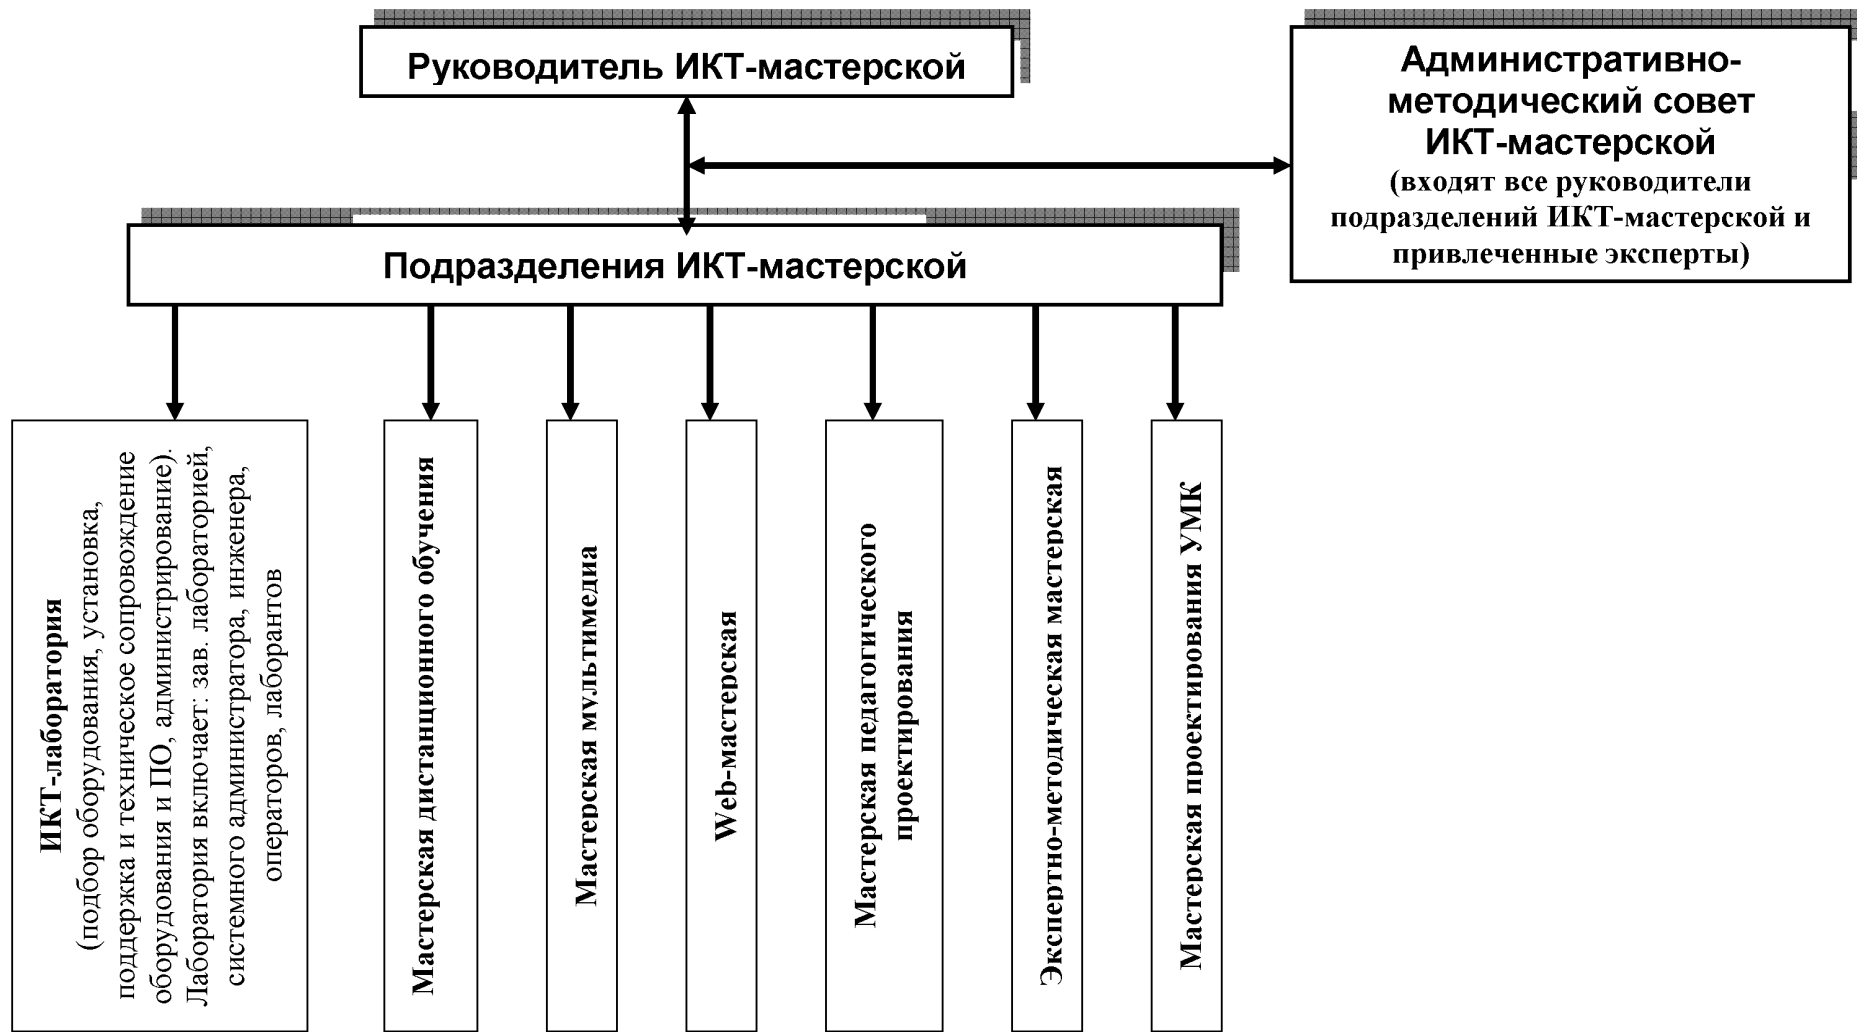 Руководитель ИКТ-мастерской
Административно-
методический совет
ИКТ-мастерской
(входят все руководители
подразделений ИКТ-мастерской и
привлеченные эксперты)
Подразделения ИКТ-мастерской
ИКТ-лаборатория
(подбор оборудования, установка,
поддержка и техническое сопровождение
оборудования и ПО, администрирование).
Лаборатория включает: зав. лабораторией,
системного администратора, инженера,
операторов, лаборантов
Мастерская дистанционного обучения
Мастерская мультимедиа
Web-мастерская
Мастерская педагогического
проектирования
Экспертно-методическая мастерская
Мастерская проектирования УМК